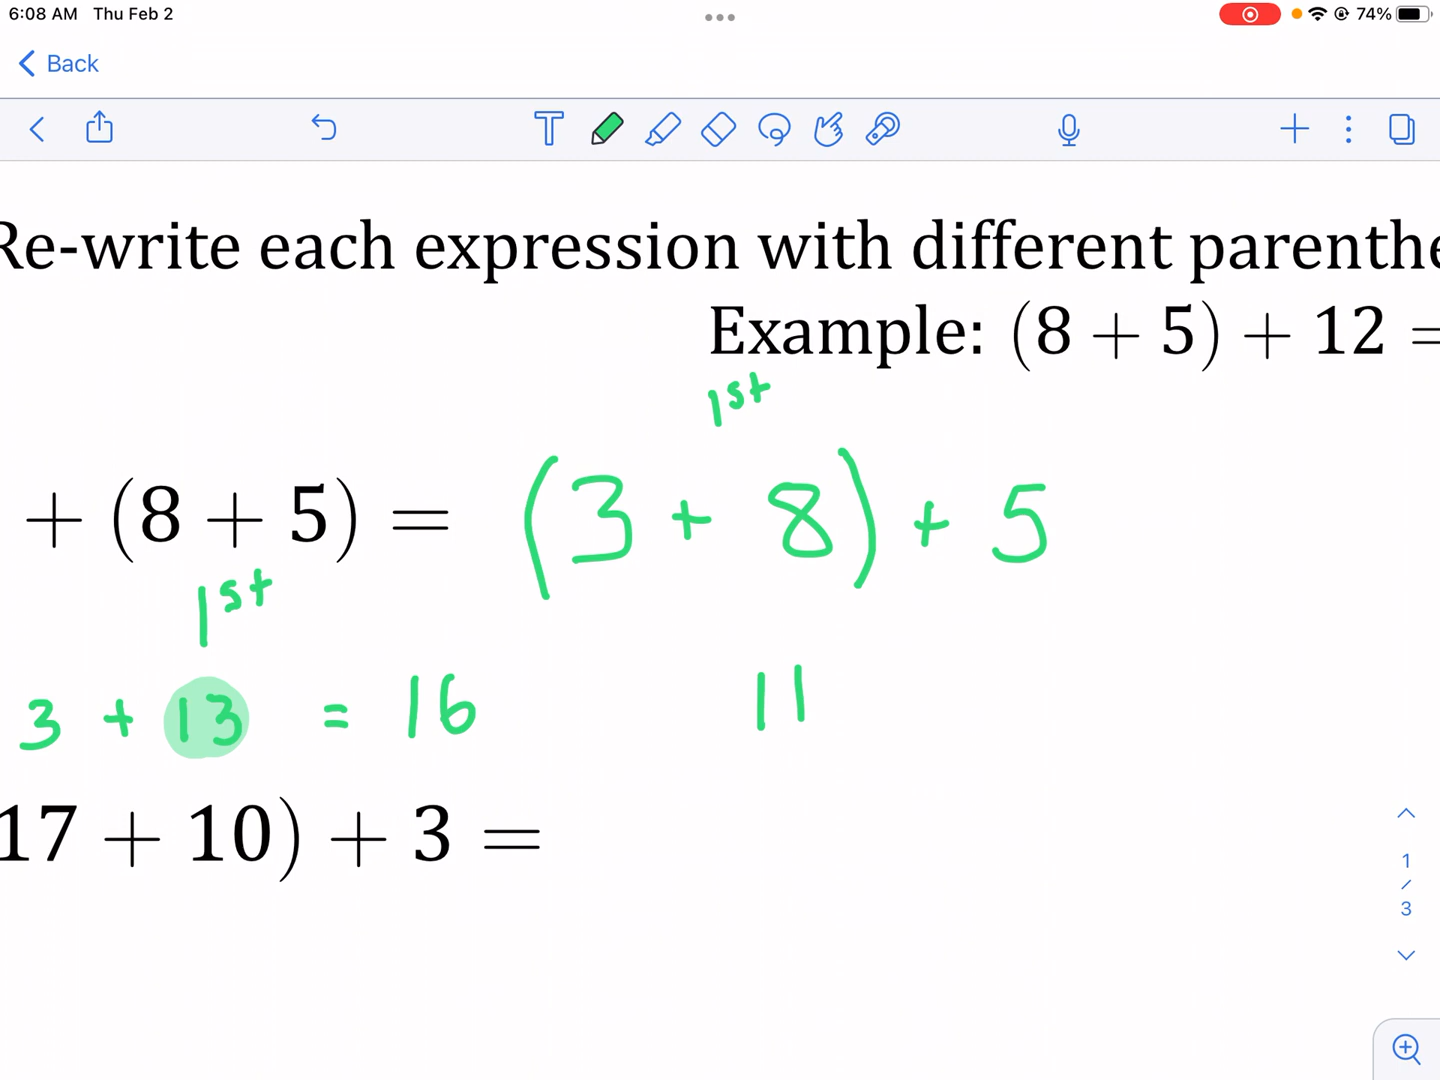 6:08 AM Thu Feb 2 74%
Back
Re-write each expression with different parenthe
Example: (8 + 5) + 12 =
1st
+ (8 + 5) = (3 + 8) + 5
1st
3 + 13 = 16 11
17 + 10) + 3 =
1
/
3